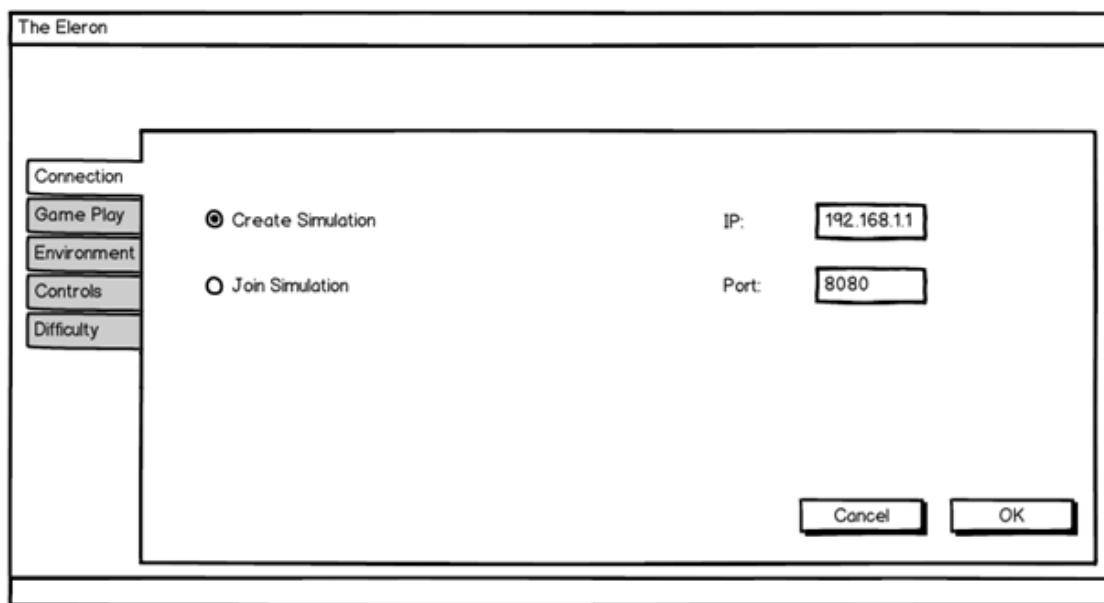 The Eleron
Connection
Game Play
Environment
Controls
Difficulty
Create Simulation
IP:
192.168.1.1
Join Simulation
Port:
8080
Cancel
OK